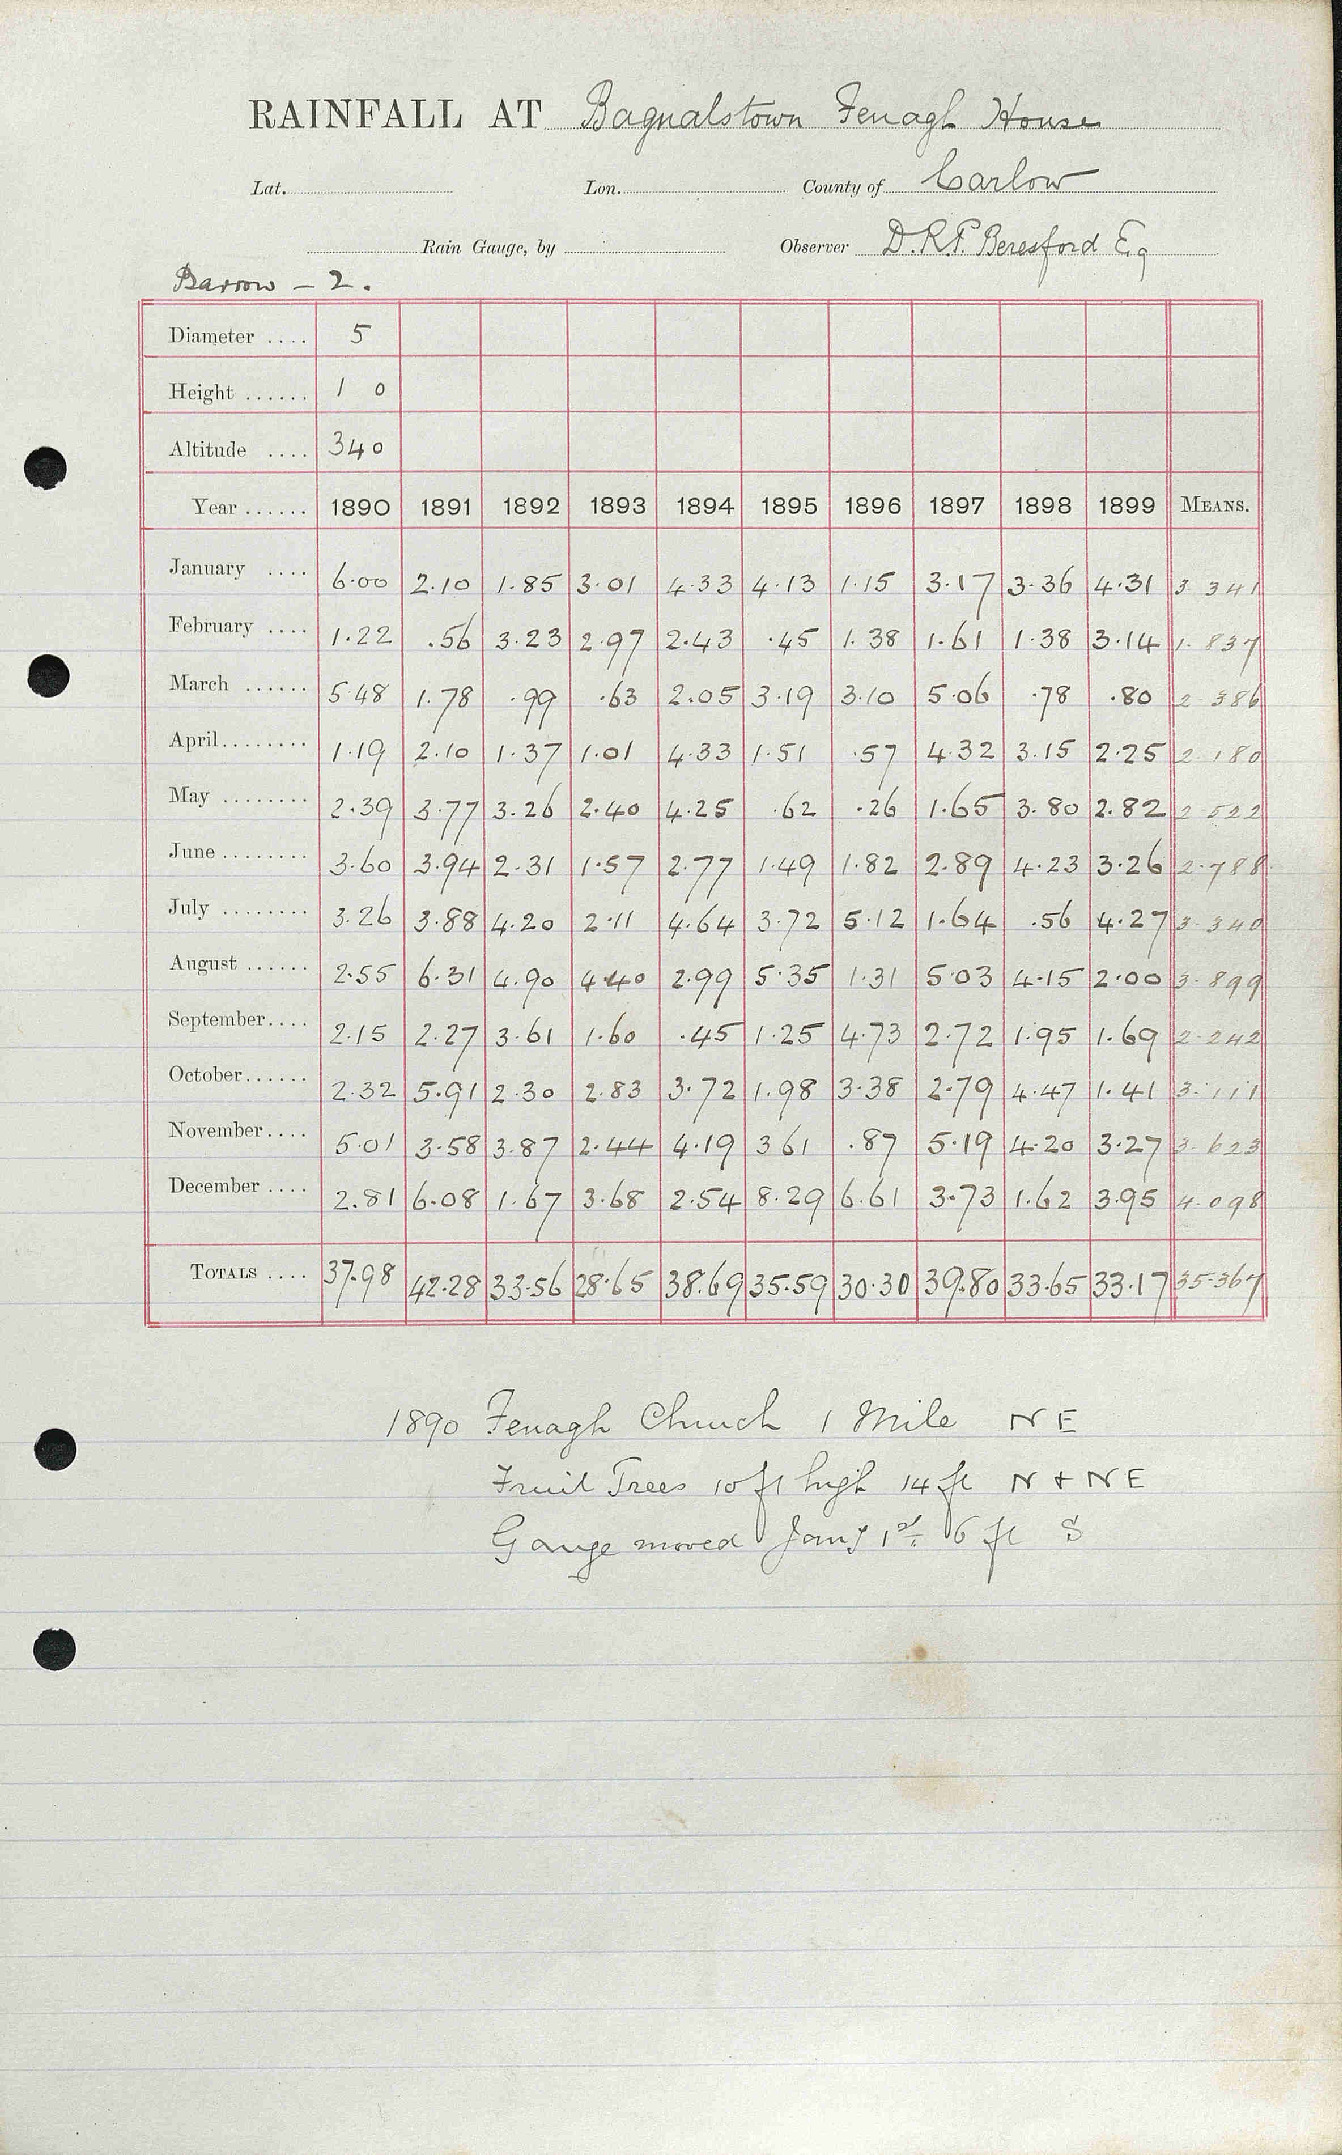 RAINFALL AT Bagnalstown Fenagh House
Lat. Lon. County of Carlow
Rain Gauge, by Observer D.R.P. Beresford Eq
Barrow - 2.
Diameter .... 5
Height ...... 1 0
Altitude .... 340
Year ...... 1890 1891 1892 1893 1894 1895 1896 1897 1898 1899 MEANS.
January .... 6.00 2.10 1.85 3.01 4.33 4.13 1.15 3.17 3.36 4.31 3.341
February .... 1.22 .56 3.23 2.97 2.43 .45 1.38 1.61 1.38 3.14 1.837
March ...... 5.48 1.78 .99 .63 2.05 3.19 3.10 5.06 .78 .80 2.386
April........ 1.19 2.10 1.37 1.01 4.33 1.51 .57 4.32 3.15 2.25 2.180
May ........ 2.39 3.77 3.26 2.40 4.25 .62 .26 1.65 3.80 2.82 2.522
June ........ 3.60 3.94 2.31 1.57 2.77 1.49 1.82 2.89 4.23 3.26 2.788
July ........ 3.26 3.88 4.20 2.11 4.64 3.72 5.12 1.64 .56 4.27 3.340
August ...... 2.55 6.31 4.90 4.40 2.99 5.35 1.31 5.03 4.15 2.00 3.899
September.... 2.15 2.27 3.61 1.60 .45 1.25 4.73 2.72 1.95 1.69 2.242
October...... 2.32 5.91 2.30 2.83 3.72 1.98 3.38 2.79 4.47 1.41 3.111
November.... 5.01 3.58 3.87 2.44 4.19 3 61 .87 5.19 4.20 3.27 3.623
December .... 2.81 6.08 1.67 3.68 2.54 8.29 6.61 3.73 1.62 3.95 4.098
TOTALS .... 37.98 42.28 33.56 28.65 38.69 35.59 30.30 39.80 33.65 33.17 35.367
1890 Fenagh Church 1 Mile NE
Fruit Trees 10 ft high 14 ft N + NE
Gauge moved Jany 1st. 6 ft S